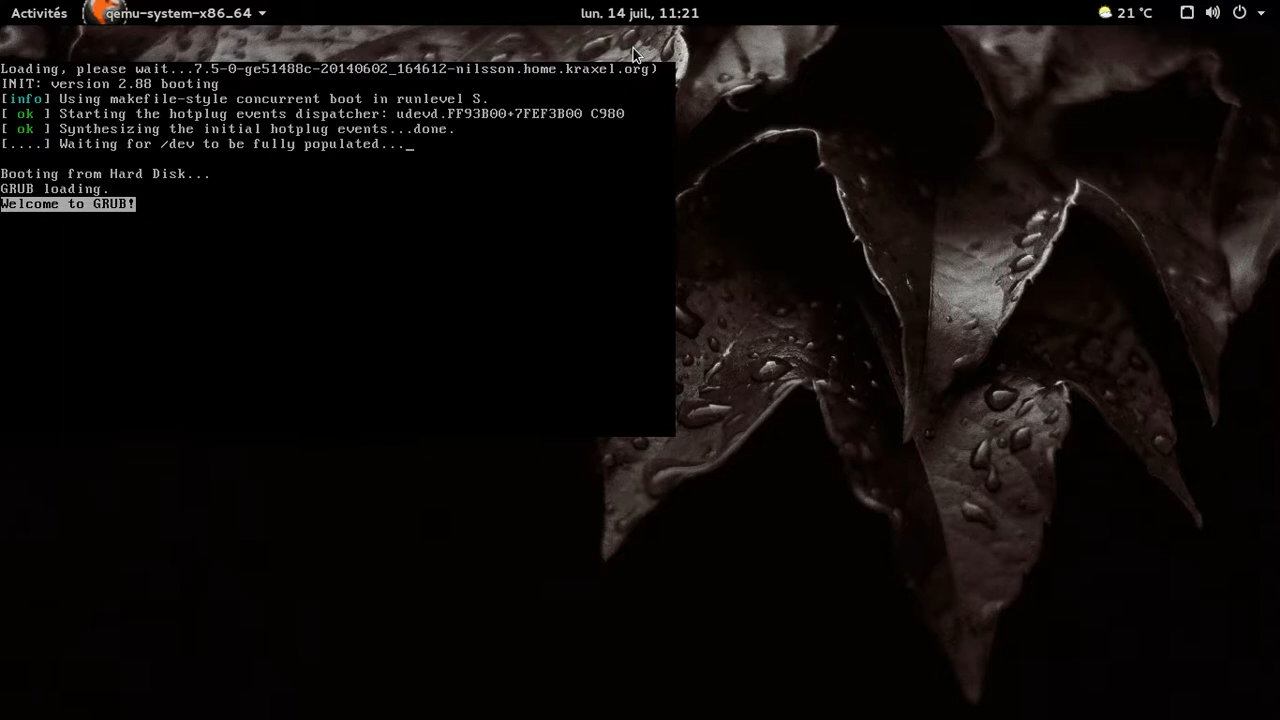 Activités qemu-system-x86_64 lun. 14 juil., 11:21 21 °C
Loading, please wait...7.5-0-ge51488c-20140602_164612-nilsson.home.kraxel.org)
INIT: version 2.88 booting
[info] Using makefile-style concurrent boot in runlevel S.
[ ok ] Starting the hotplug events dispatcher: udevd.FF93B00+7FEF3B00 C980
[ ok ] Synthesizing the initial hotplug events...done.
[....] Waiting for /dev to be fully populated..._
Booting from Hard Disk...
GRUB loading.
Welcome to GRUB!